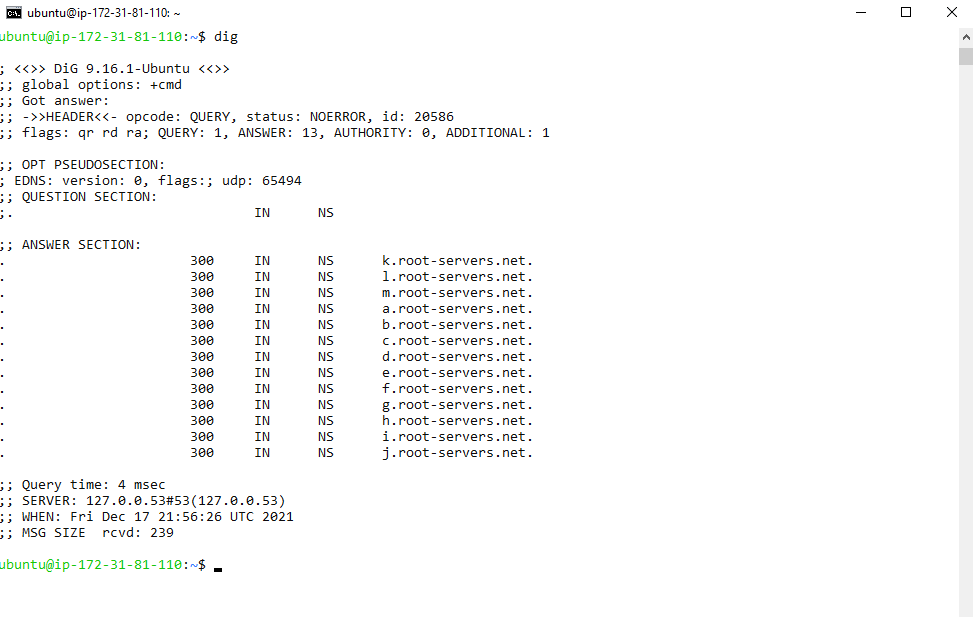 ubuntu@ip-172-31-81-110: ~
ubuntu@ip-172-31-81-110:~$ dig
; <<>> DiG 9.16.1-Ubuntu <<>>
;; global options: +cmd
;; Got answer:
;; ->>HEADER<<- opcode: QUERY, status: NOERROR, id: 20586
;; flags: qr rd ra; QUERY: 1, ANSWER: 13, AUTHORITY: 0, ADDITIONAL: 1
;; OPT PSEUDOSECTION:
; EDNS: version: 0, flags:; udp: 65494
;; QUESTION SECTION:
;. IN NS
;; ANSWER SECTION:
. 300 IN NS k.root-servers.net.
. 300 IN NS l.root-servers.net.
. 300 IN NS m.root-servers.net.
. 300 IN NS a.root-servers.net.
. 300 IN NS b.root-servers.net.
. 300 IN NS c.root-servers.net.
. 300 IN NS d.root-servers.net.
. 300 IN NS e.root-servers.net.
. 300 IN NS f.root-servers.net.
. 300 IN NS g.root-servers.net.
. 300 IN NS h.root-servers.net.
. 300 IN NS i.root-servers.net.
. 300 IN NS j.root-servers.net.
;; Query time: 4 msec
;; SERVER: 127.0.0.53#53(127.0.0.53)
;; WHEN: Fri Dec 17 21:56:26 UTC 2021
;; MSG SIZE  rcvd: 239
ubuntu@ip-172-31-81-110:~$